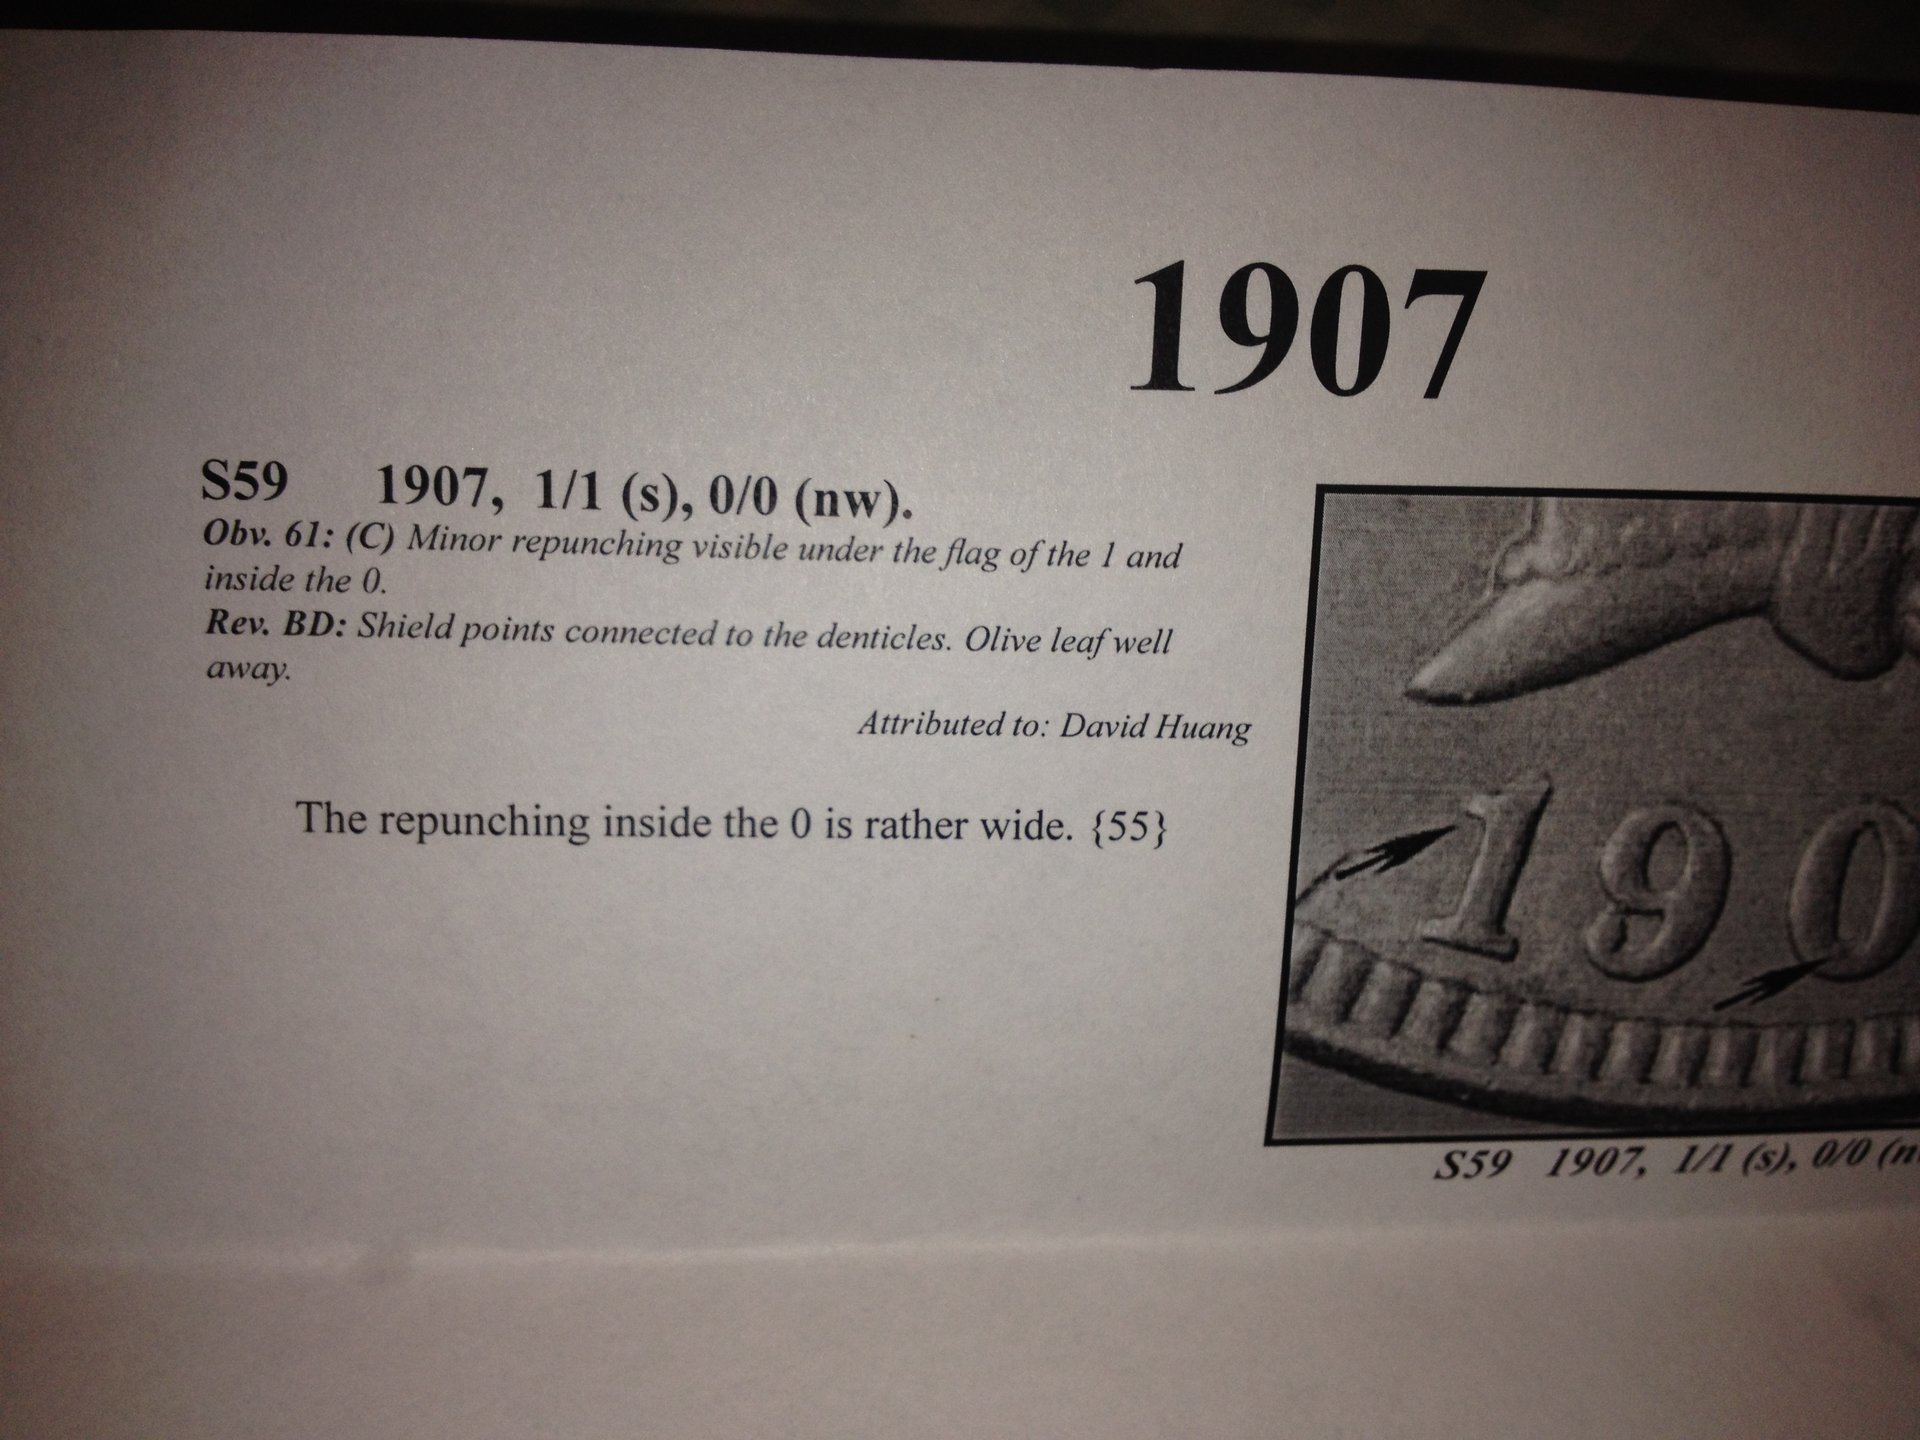 1907
S59 1907, 1/1 (s), 0/0 (nw).
Obv. 61: (C) Minor repunching visible under the flag of the 1 and
inside the 0.
Rev. BD: Shield points connected to the denticles. Olive leaf well
away.
Attributed to: David Huang
The repunching inside the 0 is rather wide. {55}
190
S59 1907, 1/1 (s), 0/0